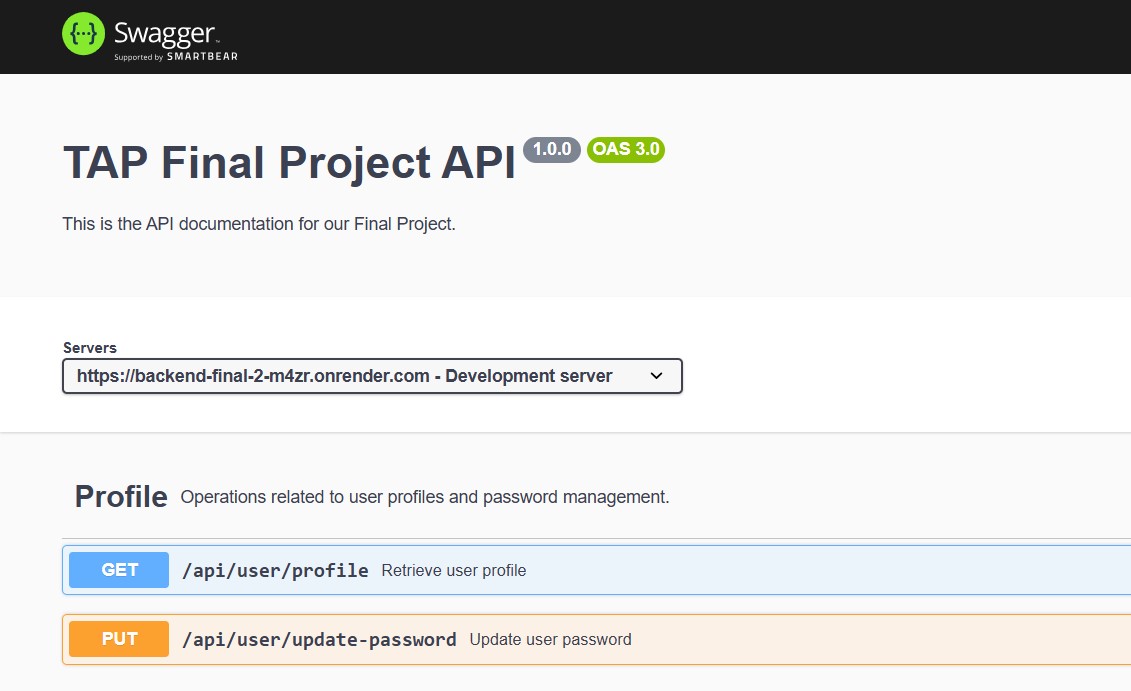 {···} Swagger™
Supported by SMARTBEAR
TAP Final Project API 1.0.0 OAS 3.0
This is the API documentation for our Final Project.
Servers
https://backend-final-2-m4zr.onrender.com - Development server
Profile Operations related to user profiles and password management.
GET /api/user/profile Retrieve user profile
PUT /api/user/update-password Update user password